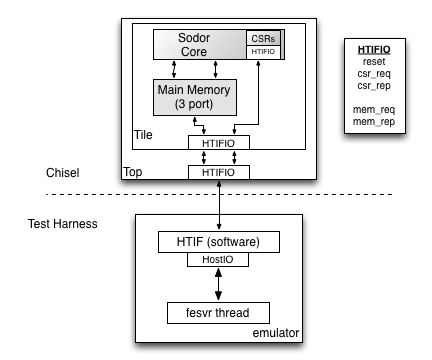 Sodor
Core
CSRs
HTIFIO
Main Memory
(3 port)
Tile
HTIFIO
Chisel
Top
HTIFIO
HTIFIO
reset
csr_req
csr_rep
mem_req
mem_rep
Test Harness
HTIF (software)
HostIO
fesvr thread
emulator